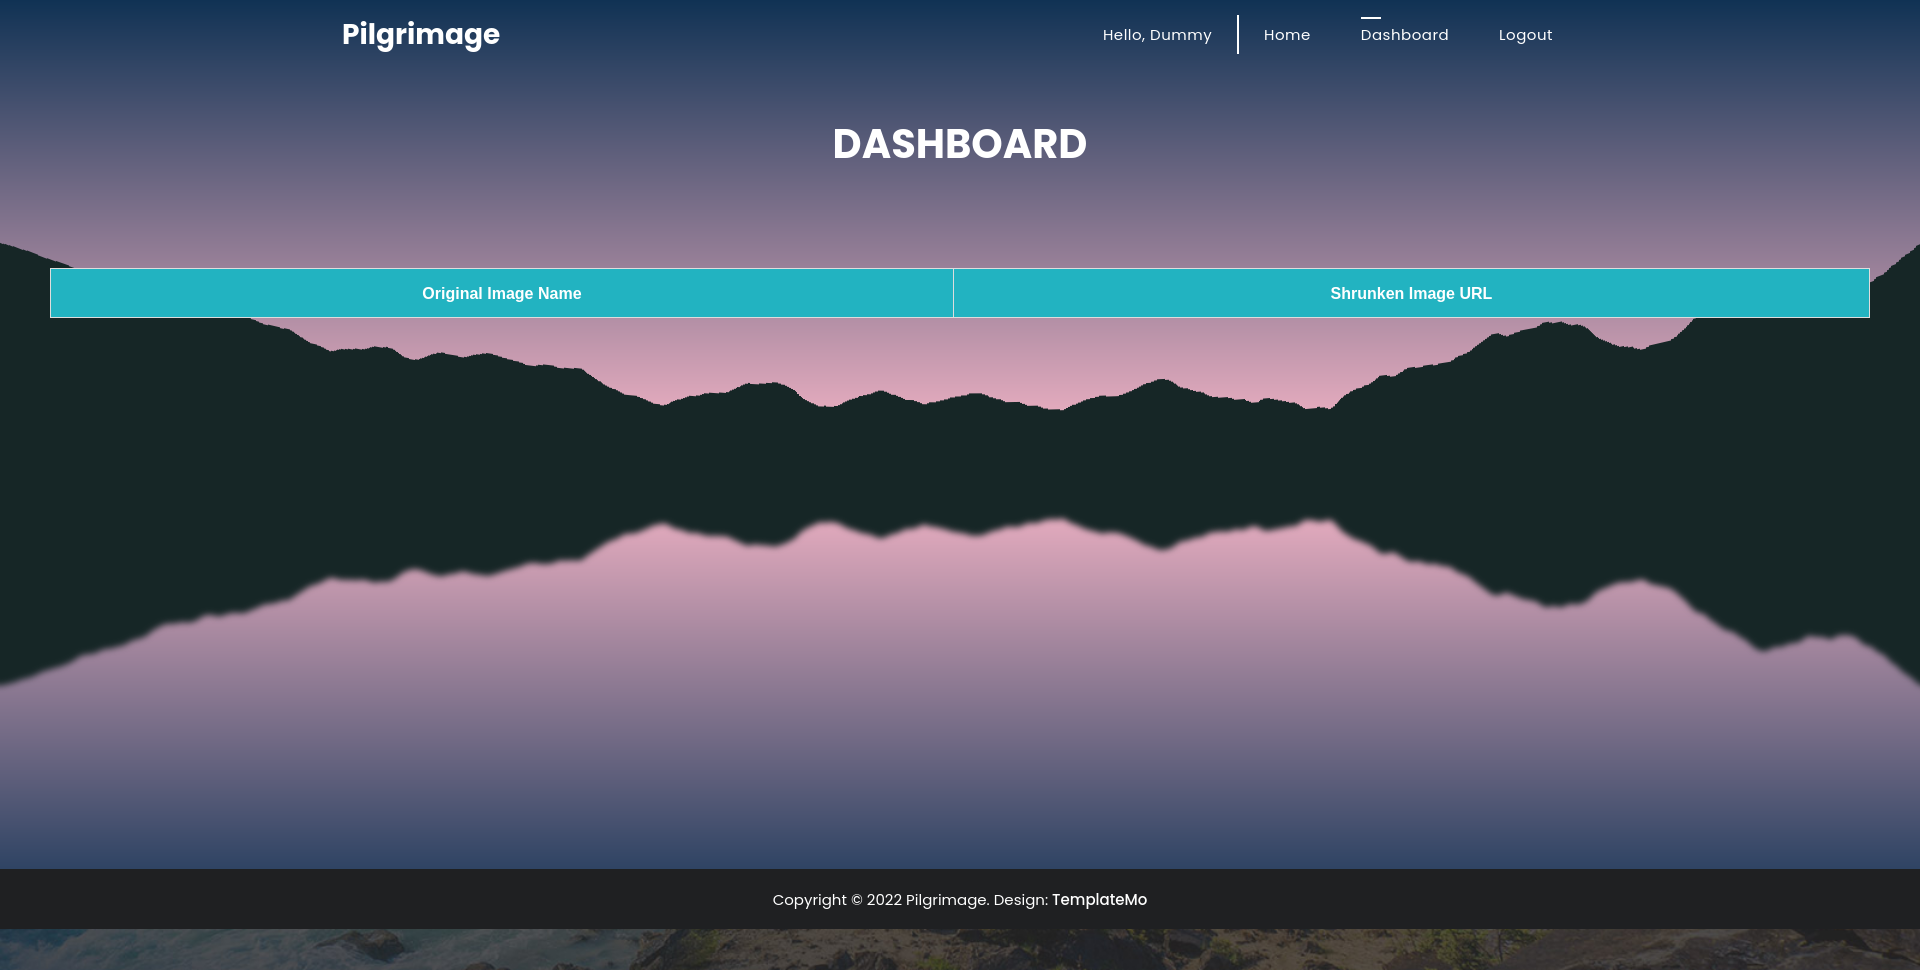 Pilgrimage
Hello, Dummy
Home
Dashboard
Logout
DASHBOARD
Original Image Name
Shrunken Image URL
Copyright © 2022 Pilgrimage. Design: TemplateMo